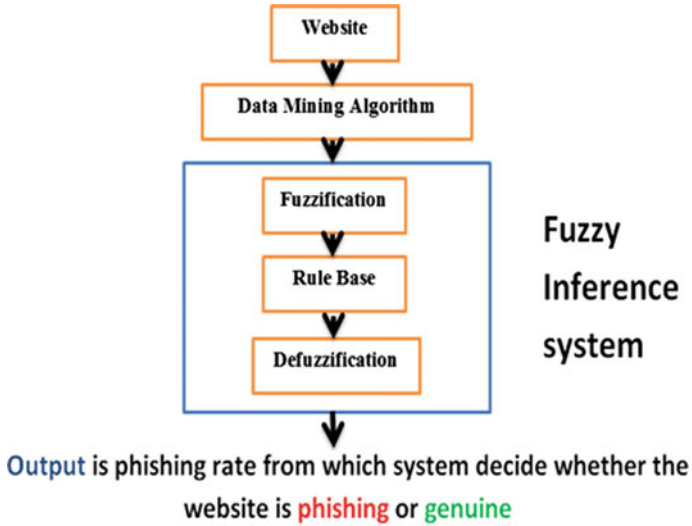 Website
Data Mining Algorithm
Fuzzification
Rule Base
Defuzzification
Fuzzy
Inference
system
Output is phishing rate from which system decide whether the
website is phishing or genuine